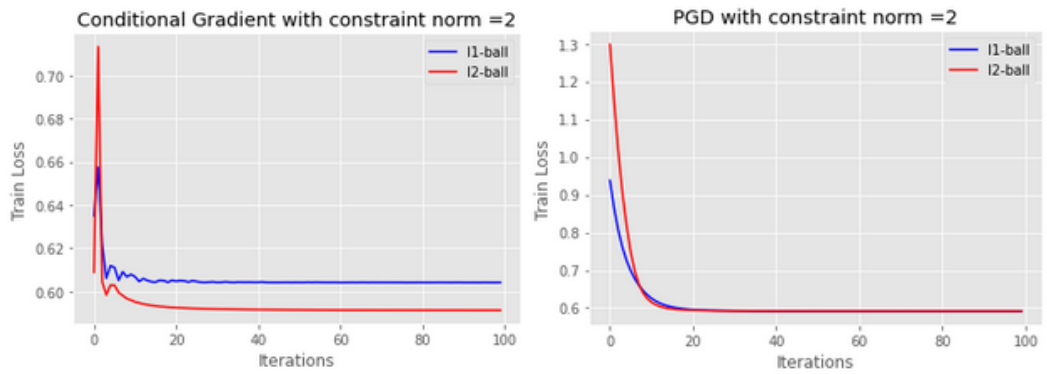 Conditional Gradient with constraint norm =2
l1-ball
l2-ball
0.70
0.68
0.66
0.64
0.62
0.60
Train Loss
0
20
40
60
80
100
Iterations
PGD with constraint norm =2
l1-ball
l2-ball
1.3
1.2
1.1
1.0
0.9
0.8
0.7
0.6
Train Loss
0
20
40
60
80
100
Iterations